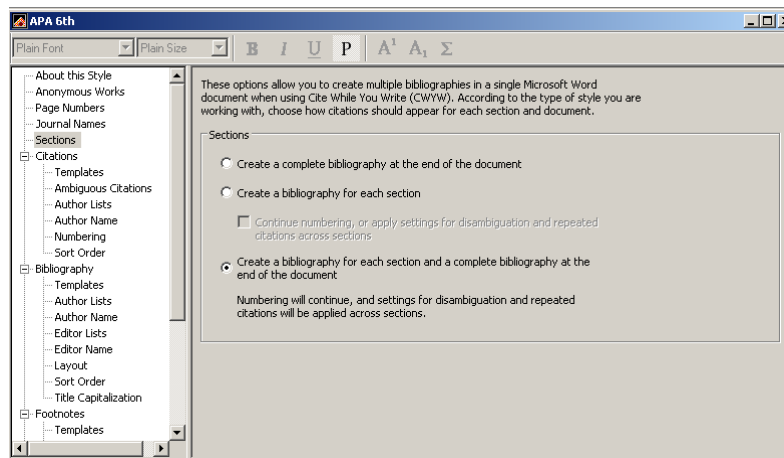 APA 6th
Plain Font
Plain Size
B I U P A¹ A₁ Σ
About this Style
Anonymous Works
Page Numbers
Journal Names
Sections
Citations
Templates
Ambiguous Citations
Author Lists
Author Name
Numbering
Sort Order
Bibliography
Templates
Author Lists
Author Name
Editor Lists
Editor Name
Layout
Sort Order
Title Capitalization
Footnotes
Templates
These options allow you to create multiple bibliographies in a single Microsoft Word
document when using Cite While You Write (CWYW). According to the type of style you are
working with, choose how citations should appear for each section and document.
Sections
Create a complete bibliography at the end of the document
Create a bibliography for each section
Continue numbering, or apply settings for disambiguation and repeated
citations across sections
Create a bibliography for each section and a complete bibliography at the
end of the document
Numbering will continue, and settings for disambiguation and repeated
citations will be applied across sections.